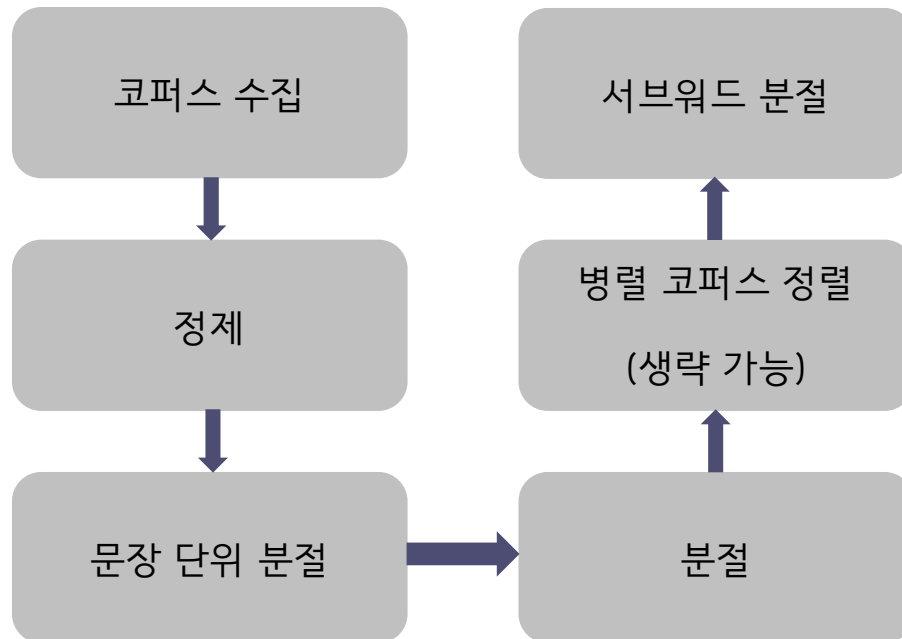 코퍼스 수집
정제
문장 단위 분절
분절
병렬 코퍼스 정렬
(생략 가능)
서브워드 분절